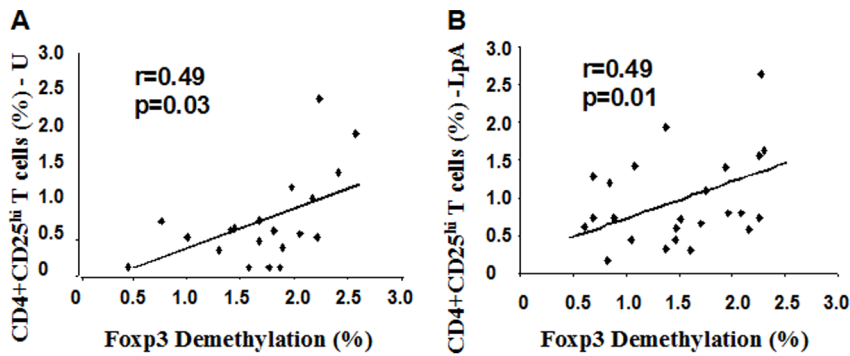 A
CD4+CD25hi T cells (%) - U
3.0
2.5
2.0
1.5
1.0
0.5
0
r=0.49
p=0.03
0 0.5 1.0 1.5 2.0 2.5 3.0
Foxp3 Demethylation (%)
B
CD4+CD25hi T cells (%) -LpA
3.0
2.5
2.0
1.5
1.0
0.5
0
r=0.49
p=0.01
0 0.5 1.0 1.5 2.0 2.5 3.0
Foxp3 Demethylation (%)